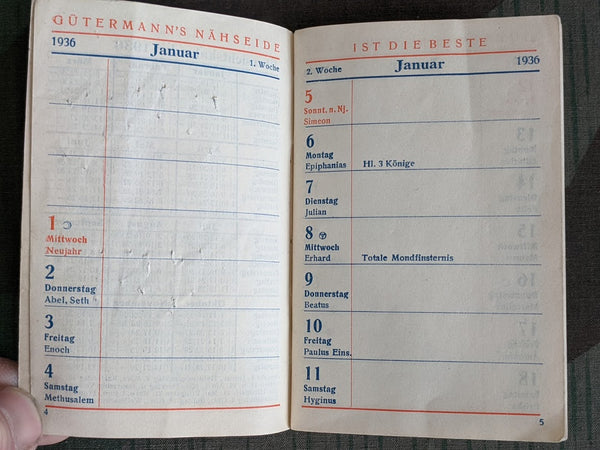 GÜTERMANN'S NÄHSEIDE
1936 Januar 1. Woche
1
Mittwoch
Neujahr
2
Donnerstag
Abel, Seth
3
Freitag
Enoch
4
Samstag
Methusalem
4
IST DIE BESTE
2. Woche Januar 1936
5
Sonnt. n. Nj.
Simeon
6
Montag
Epiphanias Hl. 3 Könige
7
Dienstag
Julian
8
Mittwoch
Erhard Totale Mondfinsternis
9
Donnerstag
Beatus
10
Freitag
Paulus Eins.
11
Samstag
Hyginus
5